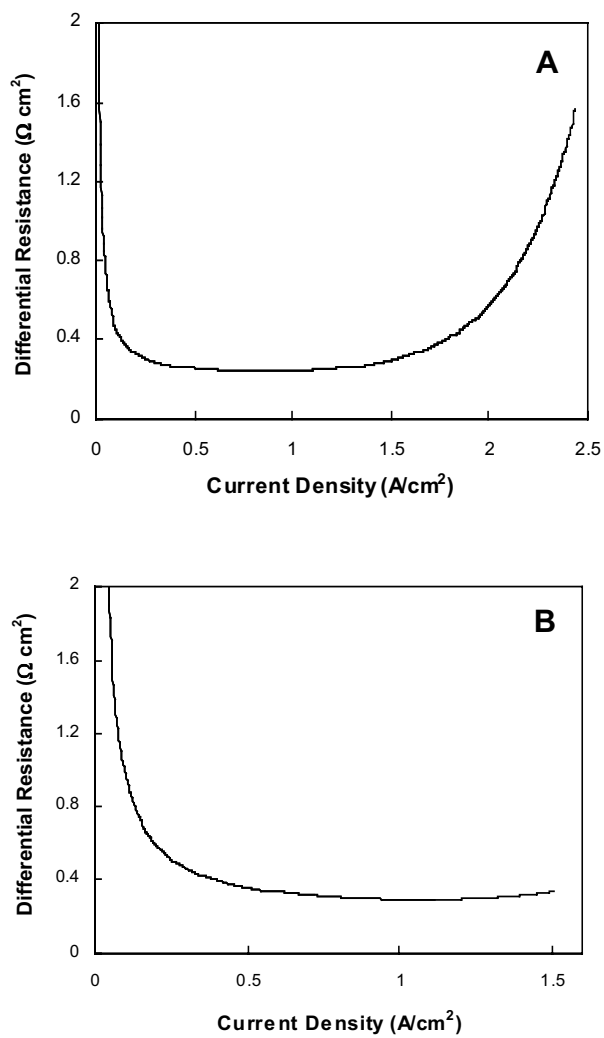 A
Differential Resistance (Ω cm²)
2
1.6
1.2
0.8
0.4
0
0 0.5 1 1.5 2 2.5
Current Density (A/cm²)
B
Differential Resistance (Ω cm²)
2
1.6
1.2
0.8
0.4
0
0 0.5 1 1.5
Current Density (A/cm²)